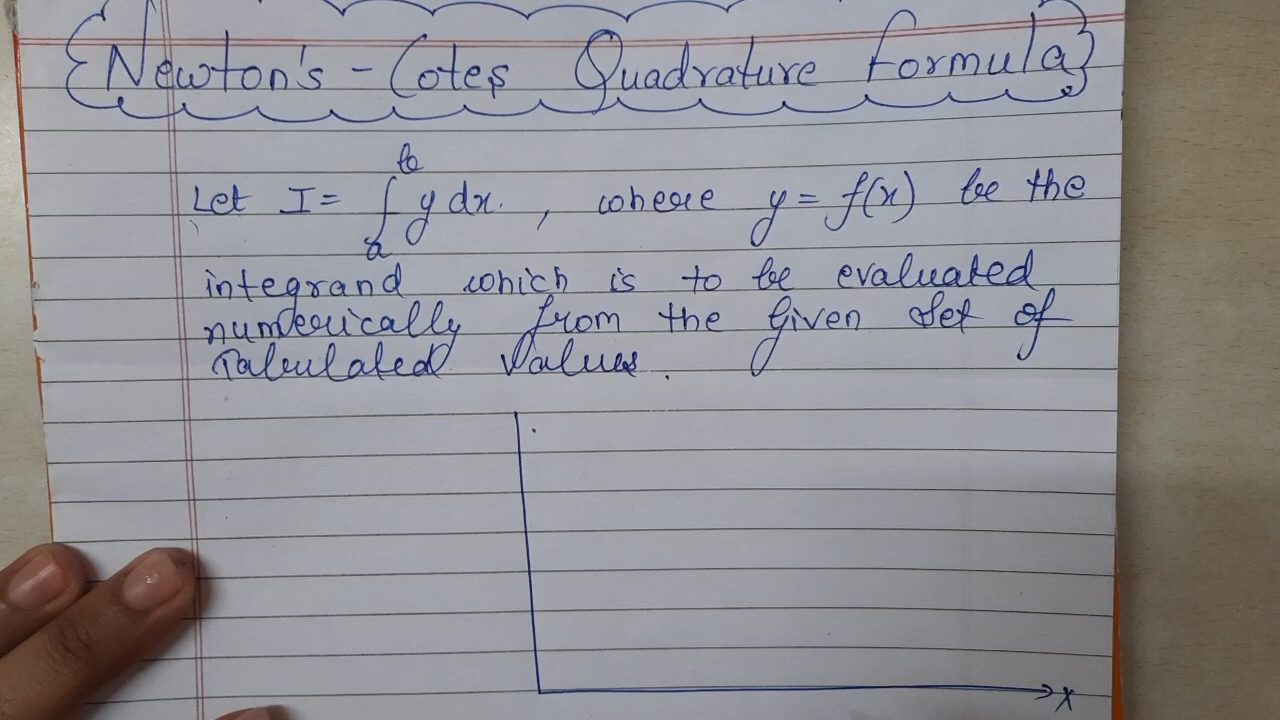 {Newton's - Cotes Quadrature Formula}
Let I = ∫ₐᵇ y dx. , where y = f(x) be the
integrand which is to be evaluated
numerically from the given set of
Tabulated values.
X